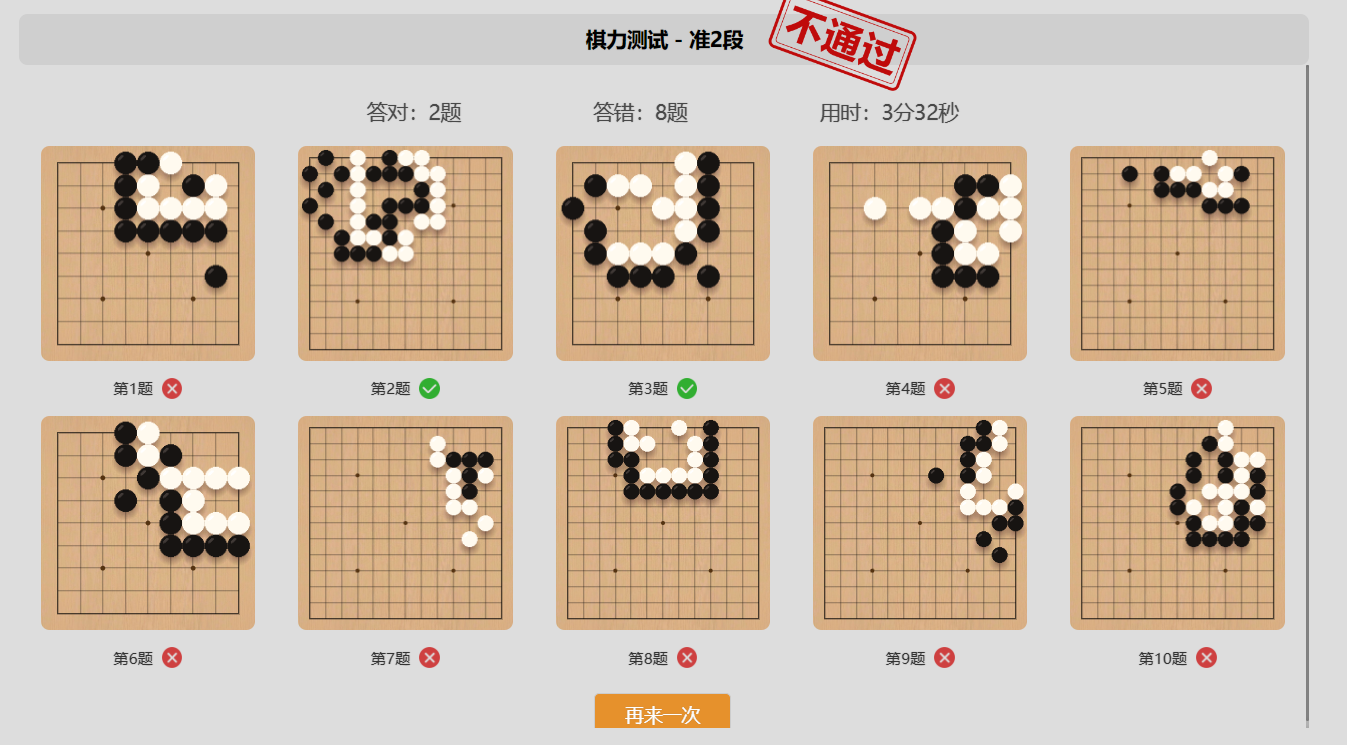 棋力测试 - 准2段
不通过
答对：2题 答错：8题 用时：3分32秒
第1题 第2题 第3题 第4题 第5题
第6题 第7题 第8题 第9题 第10题
再来一次